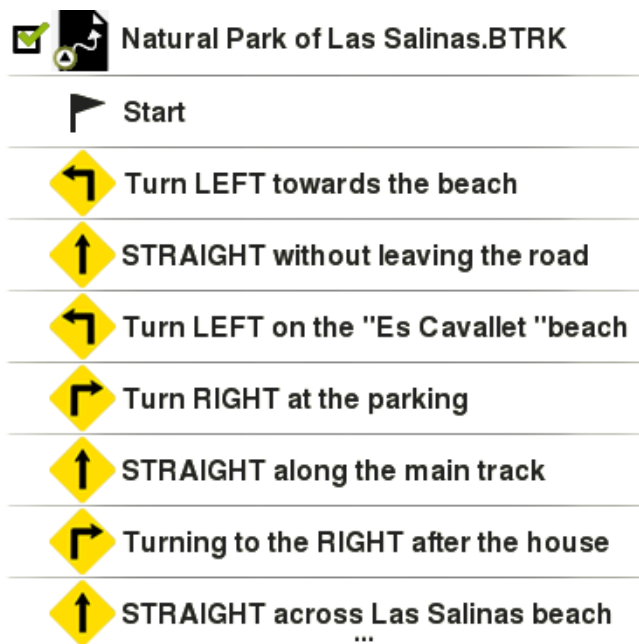 Natural Park of Las Salinas.BTRK
Start
Turn LEFT towards the beach
STRAIGHT without leaving the road
Turn LEFT on the "Es Cavallet "beach
Turn RIGHT at the parking
STRAIGHT along the main track
Turning to the RIGHT after the house
STRAIGHT across Las Salinas beach
...